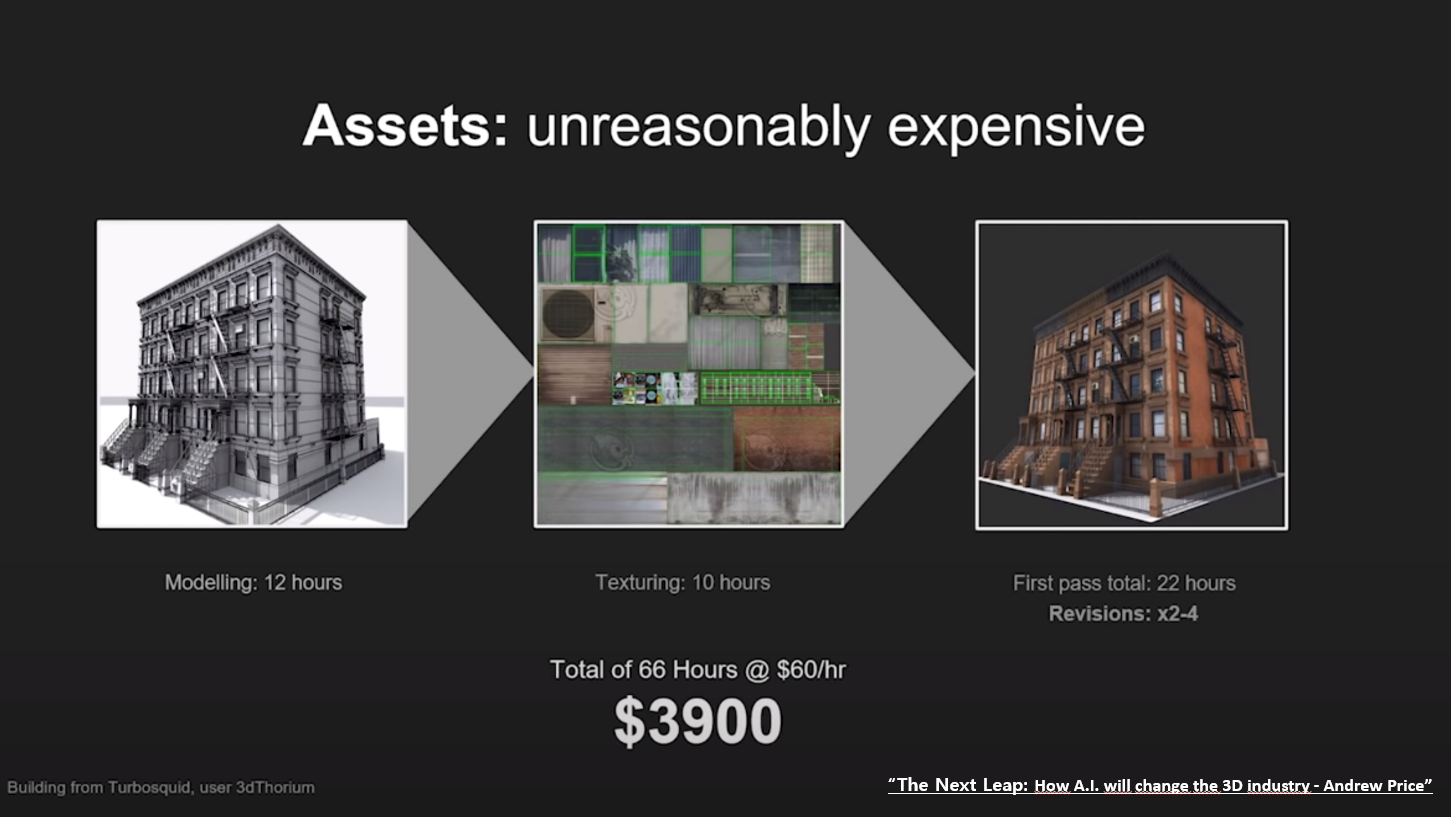 Assets: unreasonably expensive
Modelling: 12 hours
Texturing: 10 hours
First pass total: 22 hours
Revisions: x2-4
Total of 66 Hours @ $60/hr
$3900
Building from Turbosquid, user 3dThorium
“The Next Leap: How A.I. will change the 3D industry - Andrew Price”